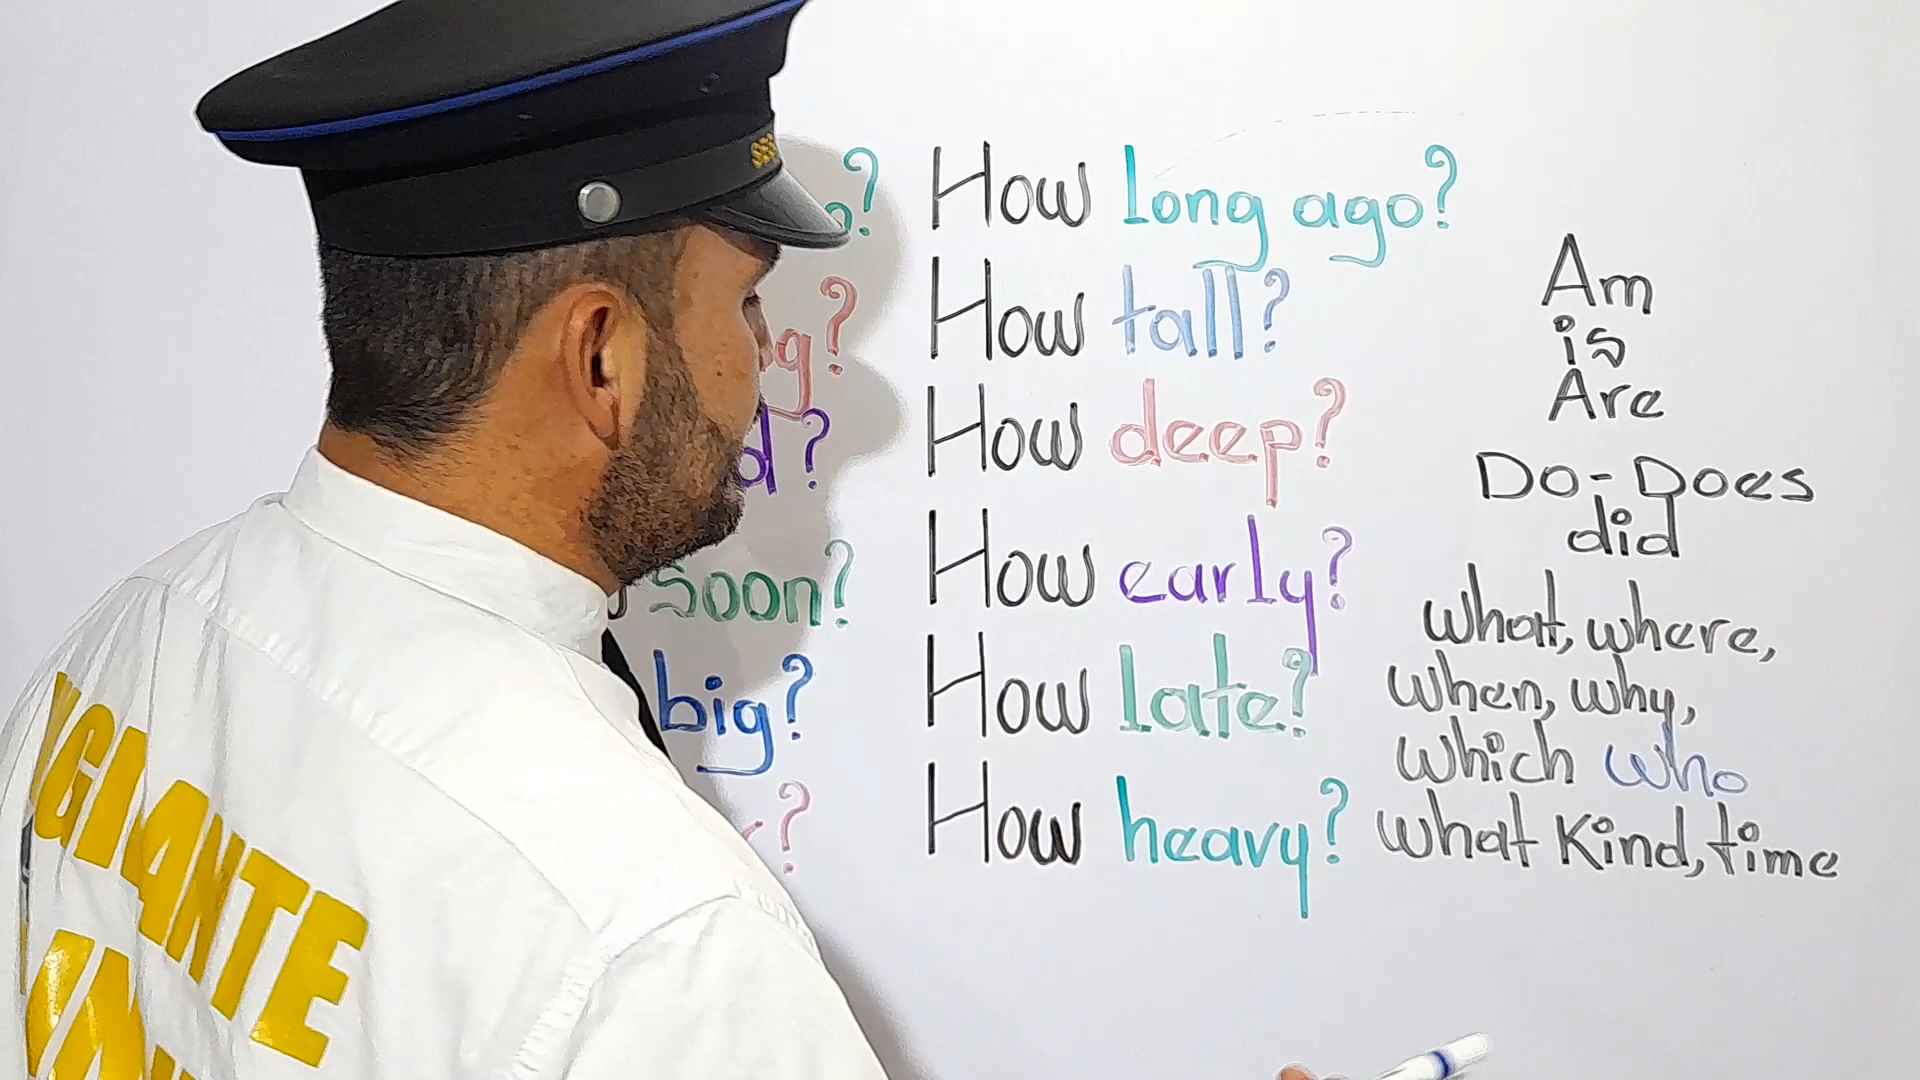 How long ago?
How tall?
How deep?
How early?
How late?
How heavy?
soon?
big?
Am
is
Are
Do-Does
did
what, where,
when, why,
which who
what kind, time
VIGILANTE